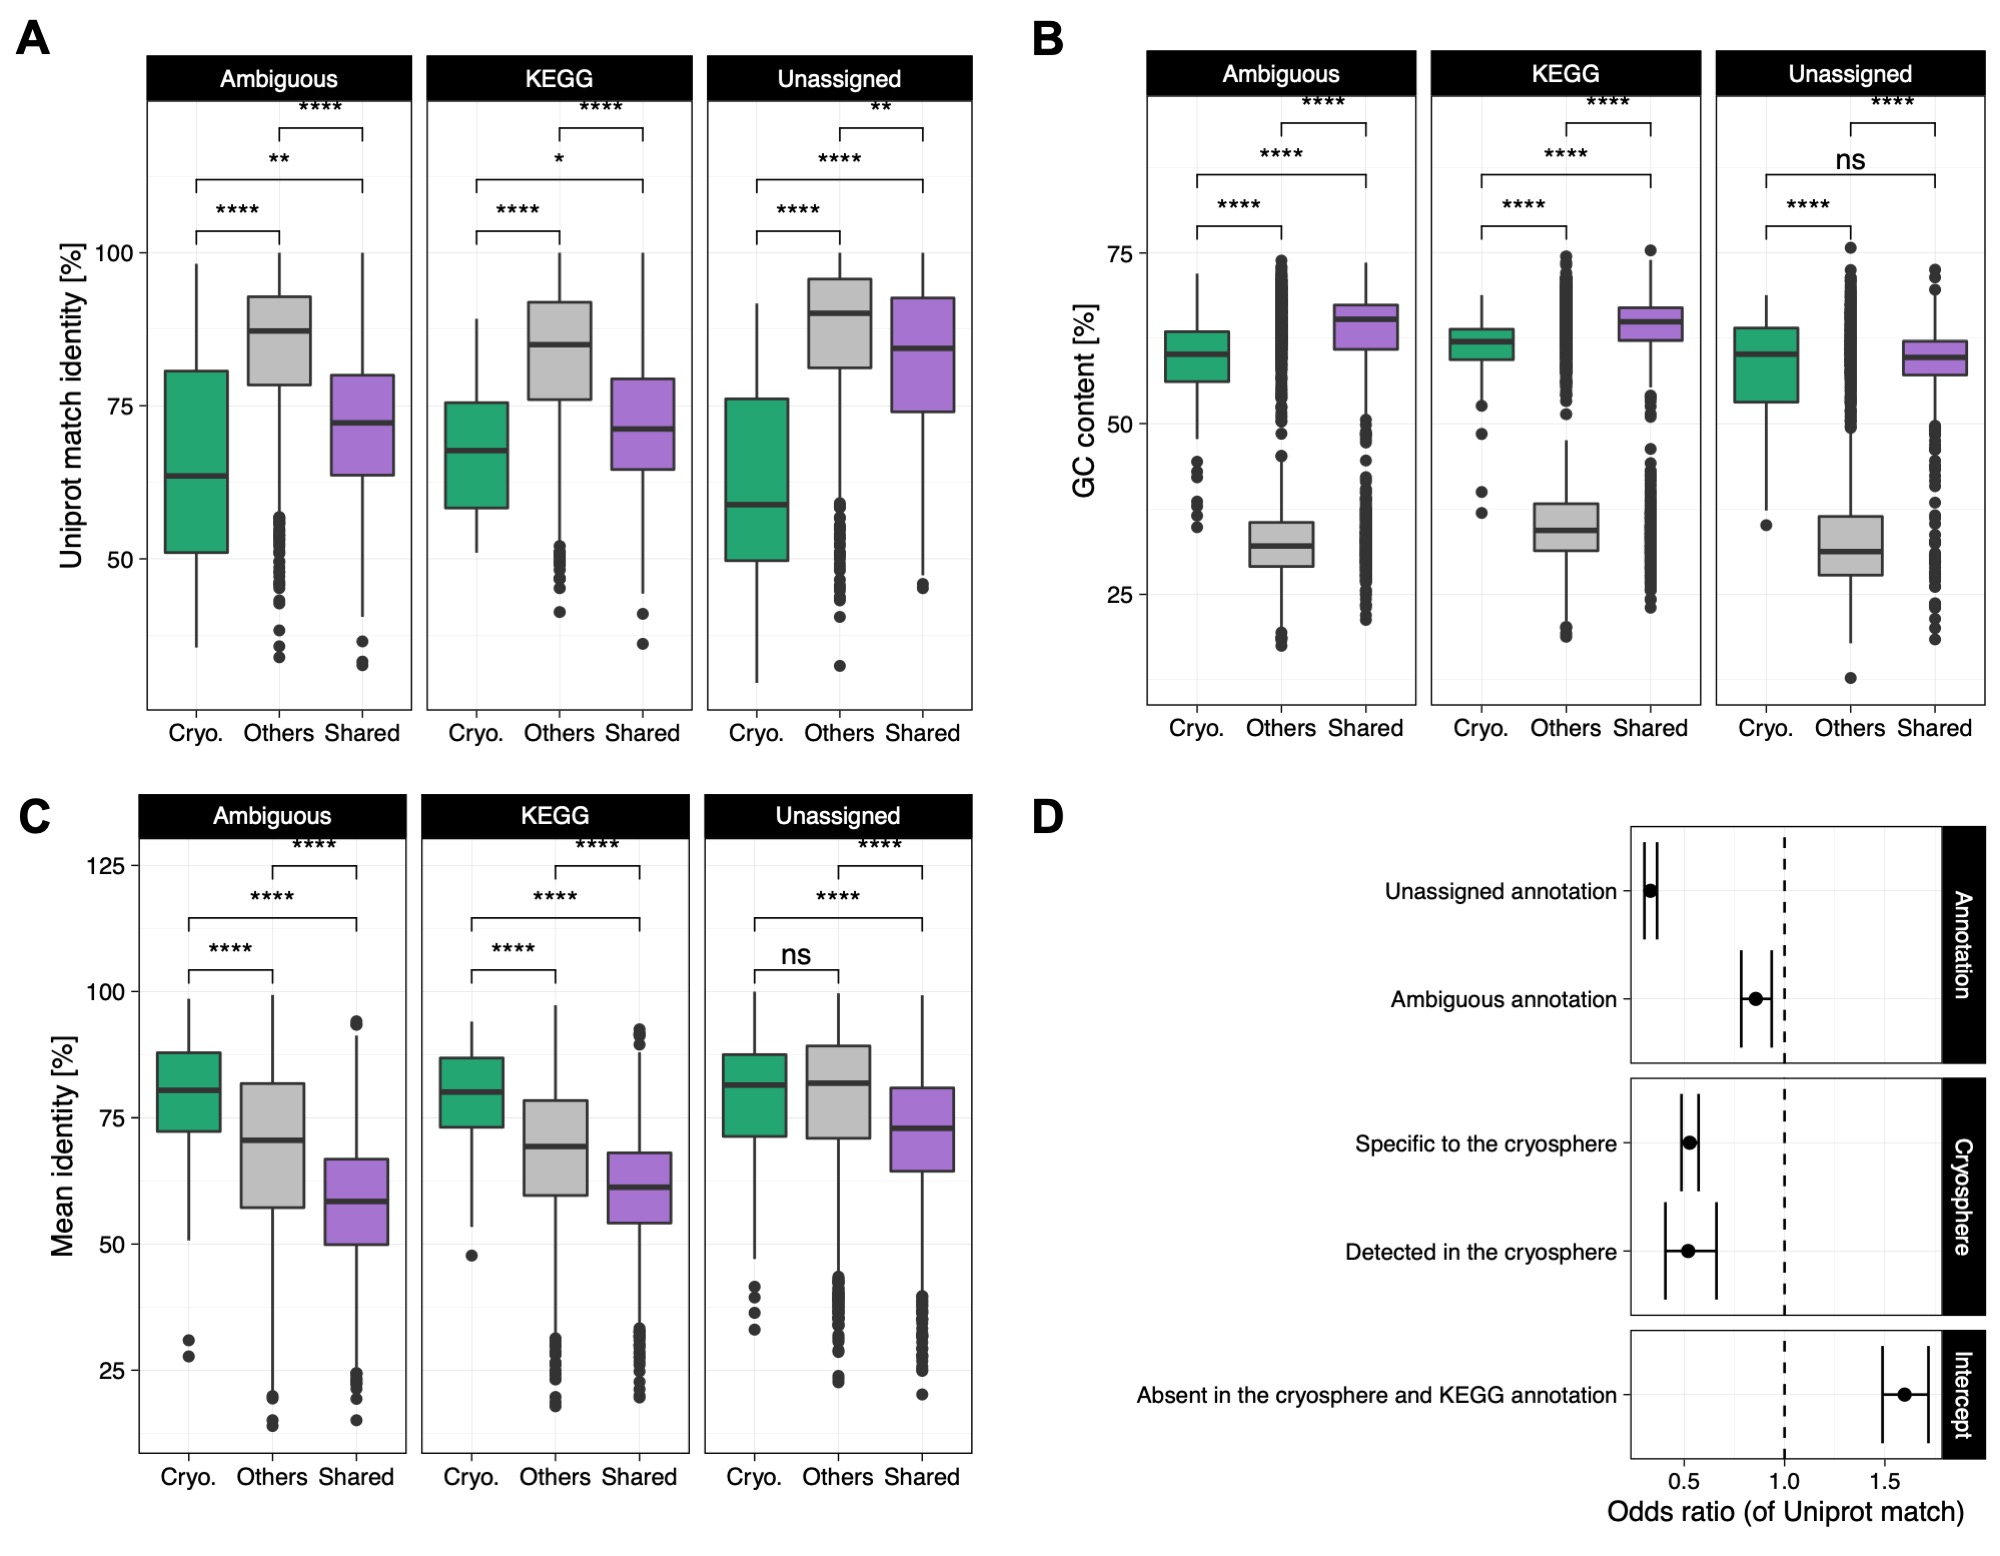 A
Ambiguous
KEGG
Unassigned
**** **** **
** * ****
**** **** ****
Uniprot match identity [%]
100
75
50
Cryo. Others Shared
Cryo. Others Shared
Cryo. Others Shared
B
Ambiguous
KEGG
Unassigned
**** **** ****
**** **** ns
**** **** ****
GC content [%]
75
50
25
Cryo. Others Shared
Cryo. Others Shared
Cryo. Others Shared
C
Ambiguous
KEGG
Unassigned
**** **** ****
**** **** ****
**** **** ns
Mean identity [%]
125
100
75
50
25
Cryo. Others Shared
Cryo. Others Shared
Cryo. Others Shared
D
Unassigned annotation
Ambiguous annotation
Annotation
Specific to the cryosphere
Detected in the cryosphere
Cryosphere
Absent in the cryosphere and KEGG annotation
Intercept
0.5 1.0 1.5
Odds ratio (of Uniprot match)